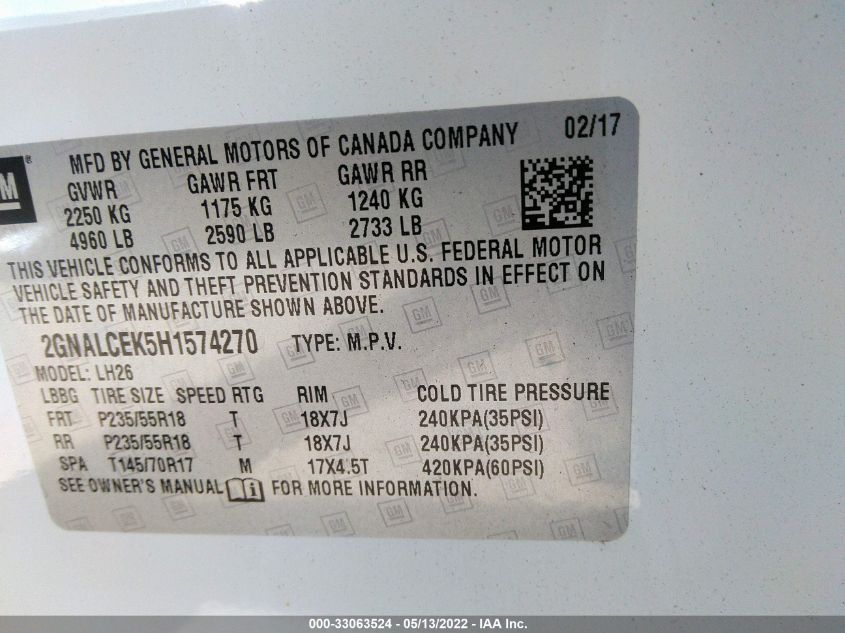 02/17
MFD BY GENERAL MOTORS OF CANADA COMPANY
GM ®
GVWR GAWR FRT GAWR RR
2250 KG 1175 KG 1240 KG
4960 LB 2590 LB 2733 LB
THIS VEHICLE CONFORMS TO ALL APPLICABLE U.S. FEDERAL MOTOR
VEHICLE SAFETY AND THEFT PREVENTION STANDARDS IN EFFECT ON
THE DATE OF MANUFACTURE SHOWN ABOVE.
2GNALCEK5H1574270 TYPE: M.P.V.
MODEL: LH26
LBBG TIRE SIZE SPEED RTG RIM COLD TIRE PRESSURE
FRT P235/55R18 T 18X7J 240KPA(35PSI)
RR P235/55R18 T 18X7J 240KPA(35PSI)
SPA T145/70R17 M 17X4.5T 420KPA(60PSI)
SEE OWNER'S MANUAL FOR MORE INFORMATION.
000-33063524 - 05/13/2022 - IAA Inc.